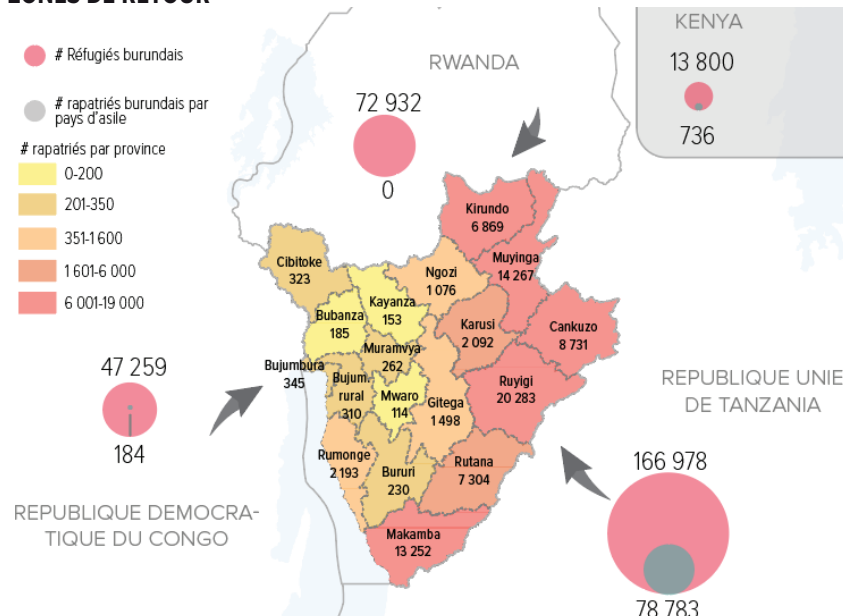 ZONES DE RETOUR
# Réfugiés burundais
# rapatriés burundais par
pays d'asile
# rapatriés par province
0-200
201-350
351-1 600
1 601-6 000
6 001-19 000
RWANDA
72 932
0
KENYA
13 800
736
Kirundo
6 869
Muyinga
14 267
Cibitoke
323
Ngozi
1 076
Kayanza
153
Bubanza
185
Karusi
2 092
Cankuzo
8 731
Muramvya
262
Bujumbura
345
Bujum.
rural
310
Mwaro
114
Gitega
1 498
Ruyigi
20 283
Rumonge
2 193
Bururi
230
Rutana
7 304
Makamba
13 252
47 259
184
REPUBLIQUE DEMOCRA-
TIQUE DU CONGO
REPUBLIQUE UNIE
DE TANZANIA
166 978
78 783